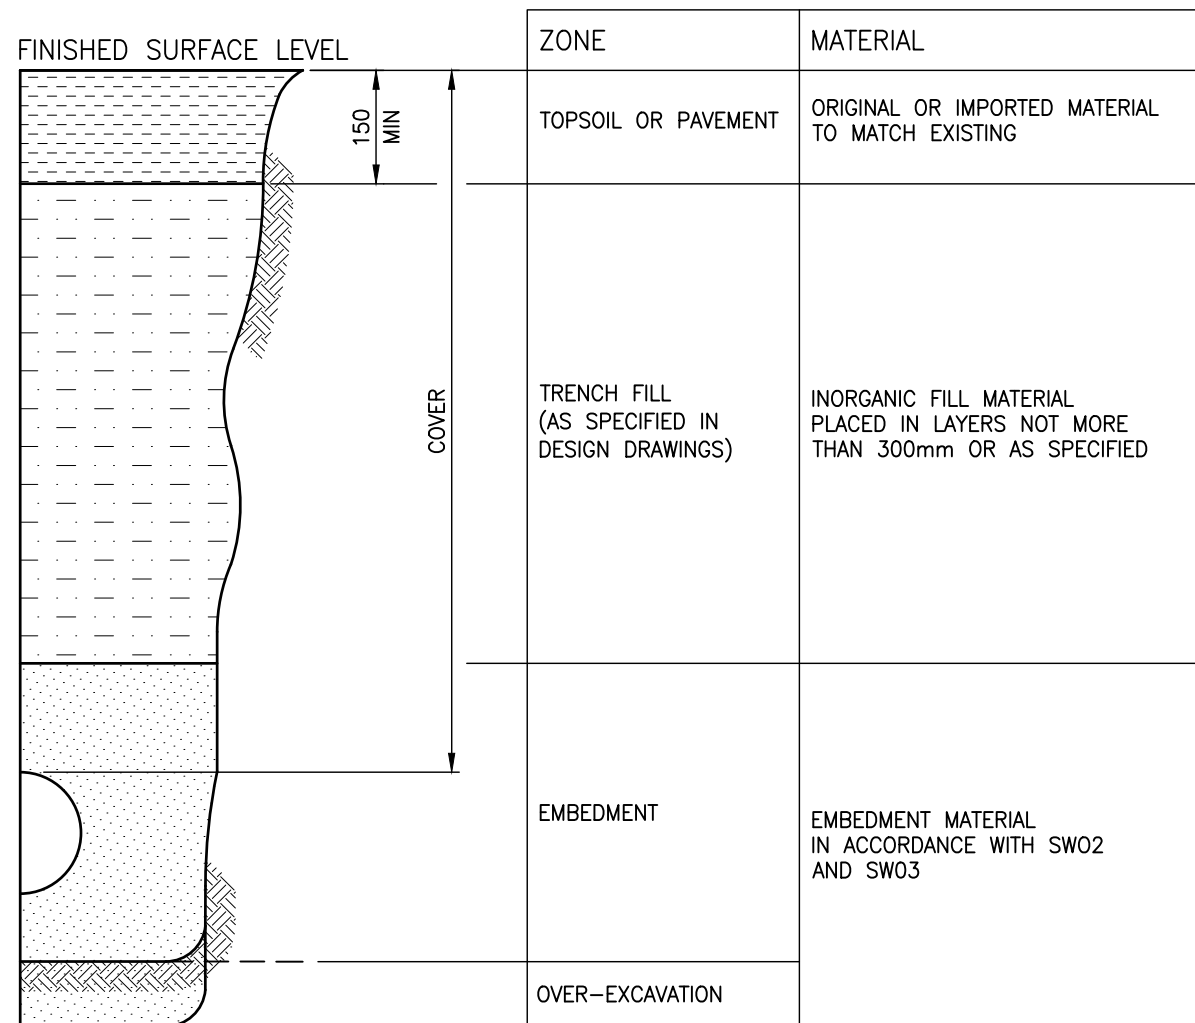 FINISHED SURFACE LEVEL
150
MIN
COVER
ZONE
MATERIAL
TOPSOIL OR PAVEMENT
ORIGINAL OR IMPORTED MATERIAL
TO MATCH EXISTING
TRENCH FILL
(AS SPECIFIED IN
DESIGN DRAWINGS)
INORGANIC FILL MATERIAL
PLACED IN LAYERS NOT MORE
THAN 300mm OR AS SPECIFIED
EMBEDMENT
EMBEDMENT MATERIAL
IN ACCORDANCE WITH SW02
AND SW03
OVER-EXCAVATION